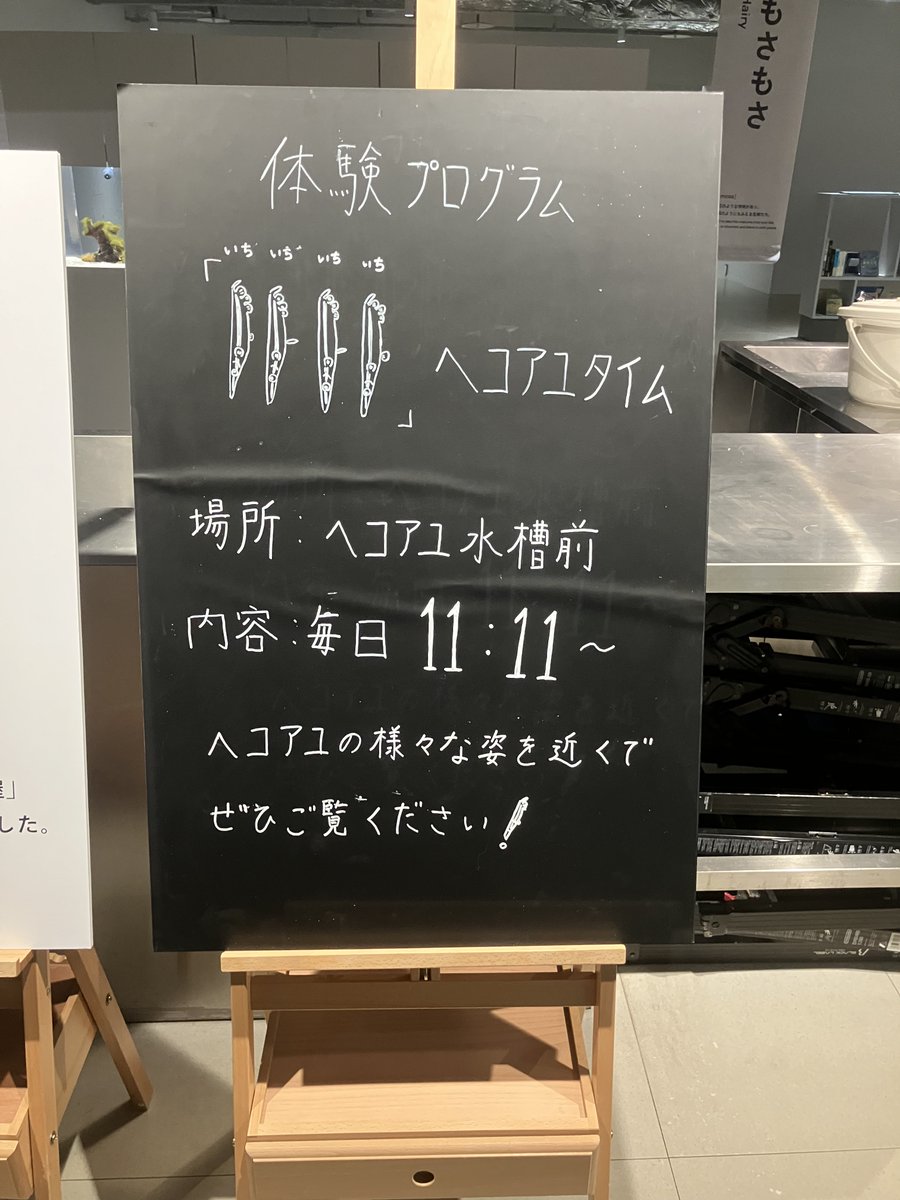 体験プログラム
いち いち いち いち
「 」ヘコアユタイム
場所:ヘコアユ水槽前
内容:毎日 11:11～
ヘコアユの様々な姿を近くで
ぜひご覧ください!
もさもさ
」
した。